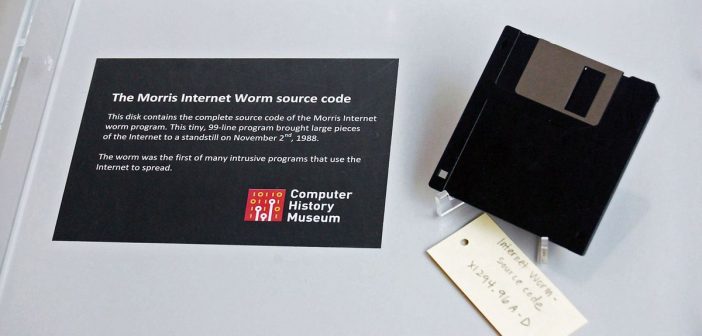 The Morris Internet Worm source code
This disk contains the complete source code of the Morris Internet
worm program. This tiny, 99-line program brought large pieces
of the Internet to a standstill on November 2nd, 1988.
The worm was the first of many intrusive programs that use the
Internet to spread.
10110
01101
Computer
History
Museum
Internet Worm-
source code
X1294.96A-D